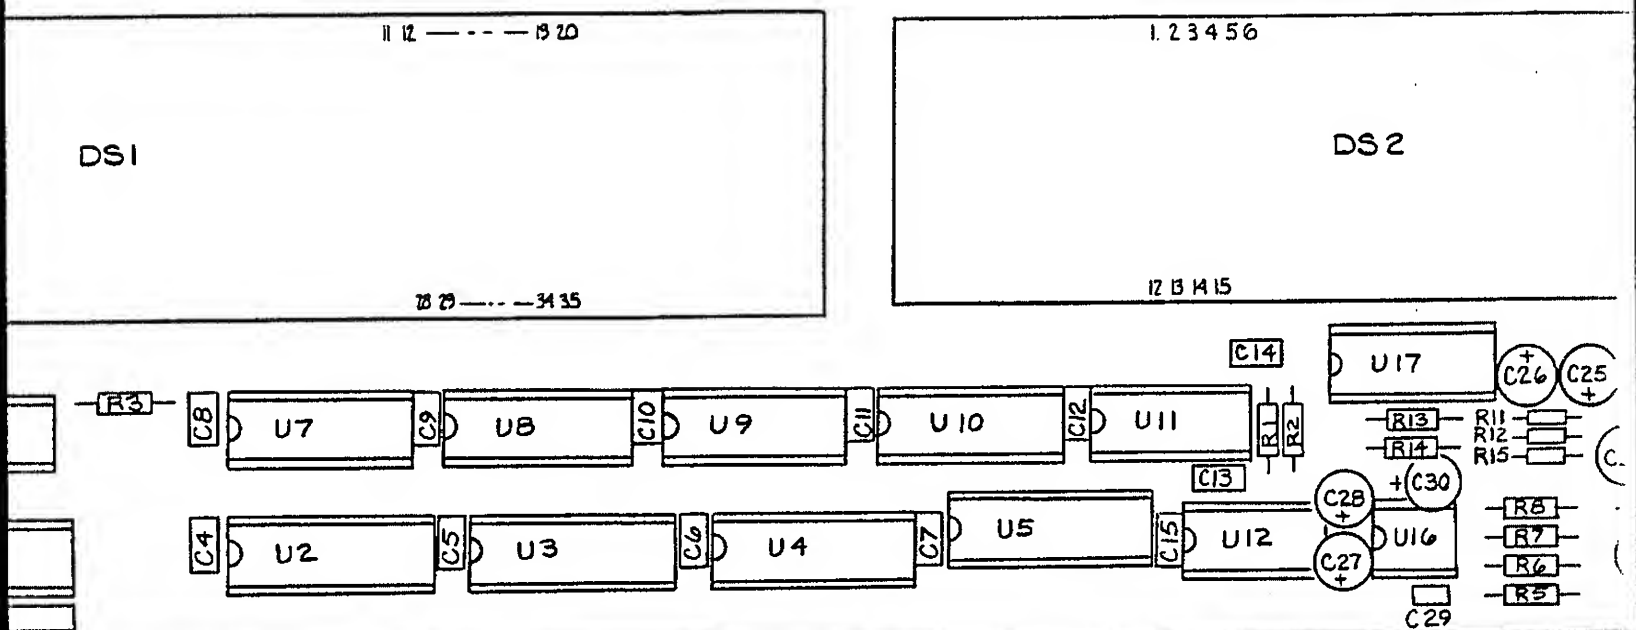 11 12 — - - — 19 20
1. 2 3 4 5 6
DS1
DS2
28 29 —-- —34 35
12 13 14 15
C14
U17
C26
C25
R3
C8
U7
C9
U8
C10
U9
C11
U10
C12
U11
R1
R2
R13
R11
R12
R14
R15
C13
C28
C30
C4
U2
C5
U3
C6
U4
C7
U5
C15
U12
C27
U16
R8
R7
R6
R5
C29